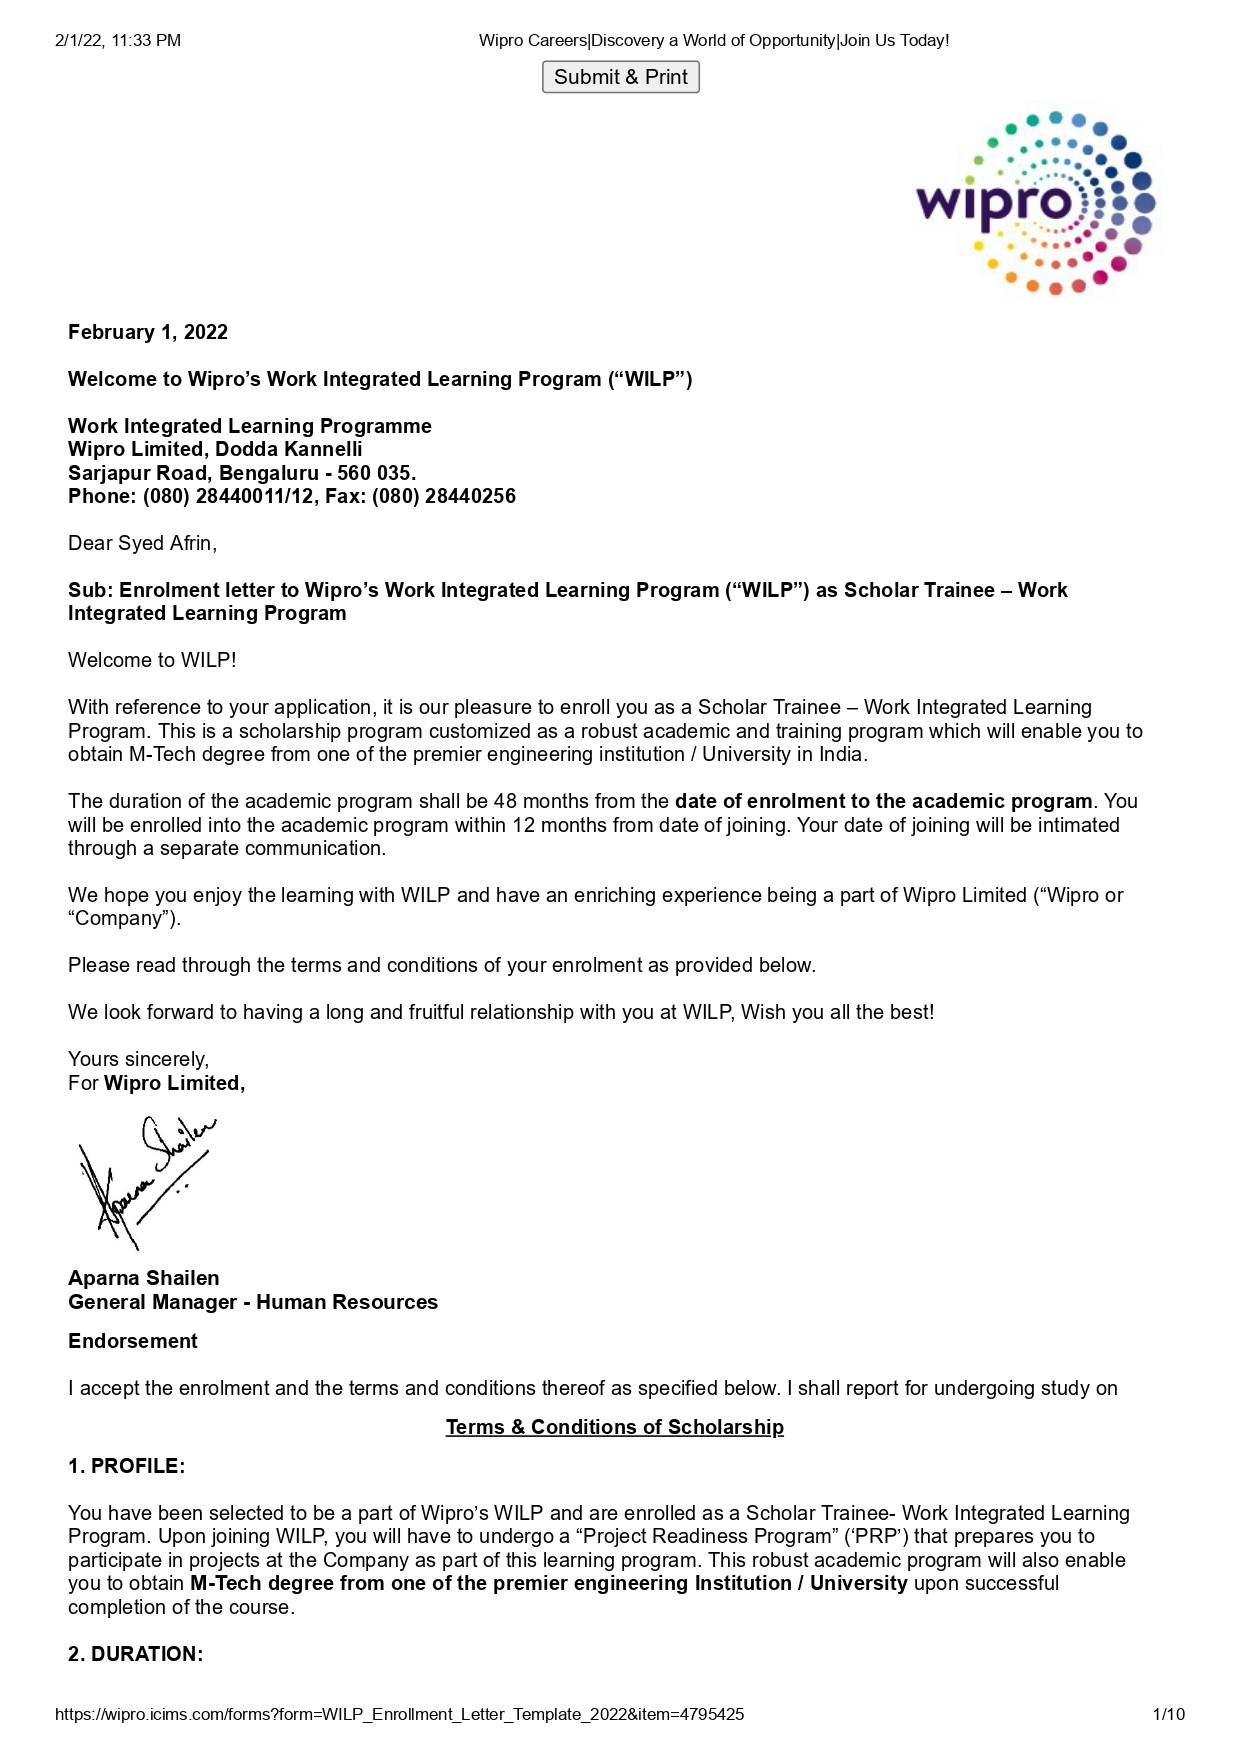 2/1/22, 11:33 PM
Wipro Careers|Discovery a World of Opportunity|Join Us Today!
Submit & Print
wipro
February 1, 2022
Welcome to Wipro’s Work Integrated Learning Program (“WILP”)
Work Integrated Learning Programme
Wipro Limited, Dodda Kannelli
Sarjapur Road, Bengaluru - 560 035.
Phone: (080) 28440011/12, Fax: (080) 28440256
Dear Syed Afrin,
Sub: Enrolment letter to Wipro’s Work Integrated Learning Program (“WILP”) as Scholar Trainee – Work
Integrated Learning Program
Welcome to WILP!
With reference to your application, it is our pleasure to enroll you as a Scholar Trainee – Work Integrated Learning
Program. This is a scholarship program customized as a robust academic and training program which will enable you to
obtain M-Tech degree from one of the premier engineering institution / University in India.
The duration of the academic program shall be 48 months from the date of enrolment to the academic program. You
will be enrolled into the academic program within 12 months from date of joining. Your date of joining will be intimated
through a separate communication.
We hope you enjoy the learning with WILP and have an enriching experience being a part of Wipro Limited (“Wipro or
“Company”).
Please read through the terms and conditions of your enrolment as provided below.
We look forward to having a long and fruitful relationship with you at WILP, Wish you all the best!
Yours sincerely,
For Wipro Limited,
Aparna Shailen
Aparna Shailen
General Manager - Human Resources
Endorsement
I accept the enrolment and the terms and conditions thereof as specified below. I shall report for undergoing study on
Terms & Conditions of Scholarship
1. PROFILE:
You have been selected to be a part of Wipro’s WILP and are enrolled as a Scholar Trainee- Work Integrated Learning
Program. Upon joining WILP, you will have to undergo a “Project Readiness Program” (‘PRP’) that prepares you to
participate in projects at the Company as part of this learning program. This robust academic program will also enable
you to obtain M-Tech degree from one of the premier engineering Institution / University upon successful
completion of the course.
2. DURATION:
https://wipro.icims.com/forms?form=WILP_Enrollment_Letter_Template_2022&item=4795425
1/10